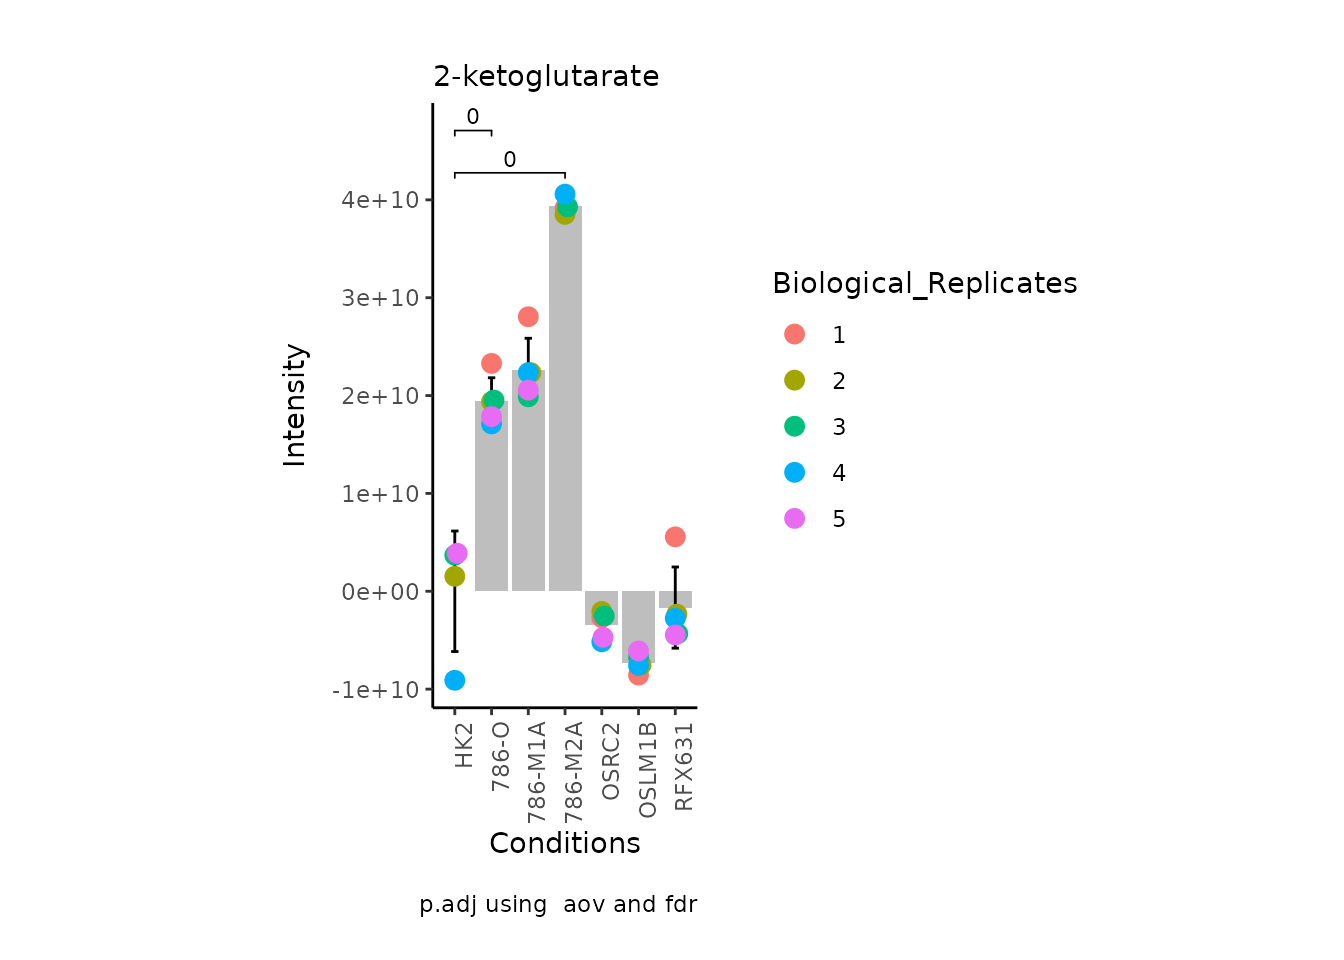 2-ketoglutarate
0
0
4e+10
3e+10
2e+10
1e+10
0e+00
-1e+10
Intensity
HK2
786-O
786-M1A
786-M2A
OSRC2
OSLM1B
RFX631
Conditions
p.adj using  aov and fdr
Biological_Replicates
1
2
3
4
5